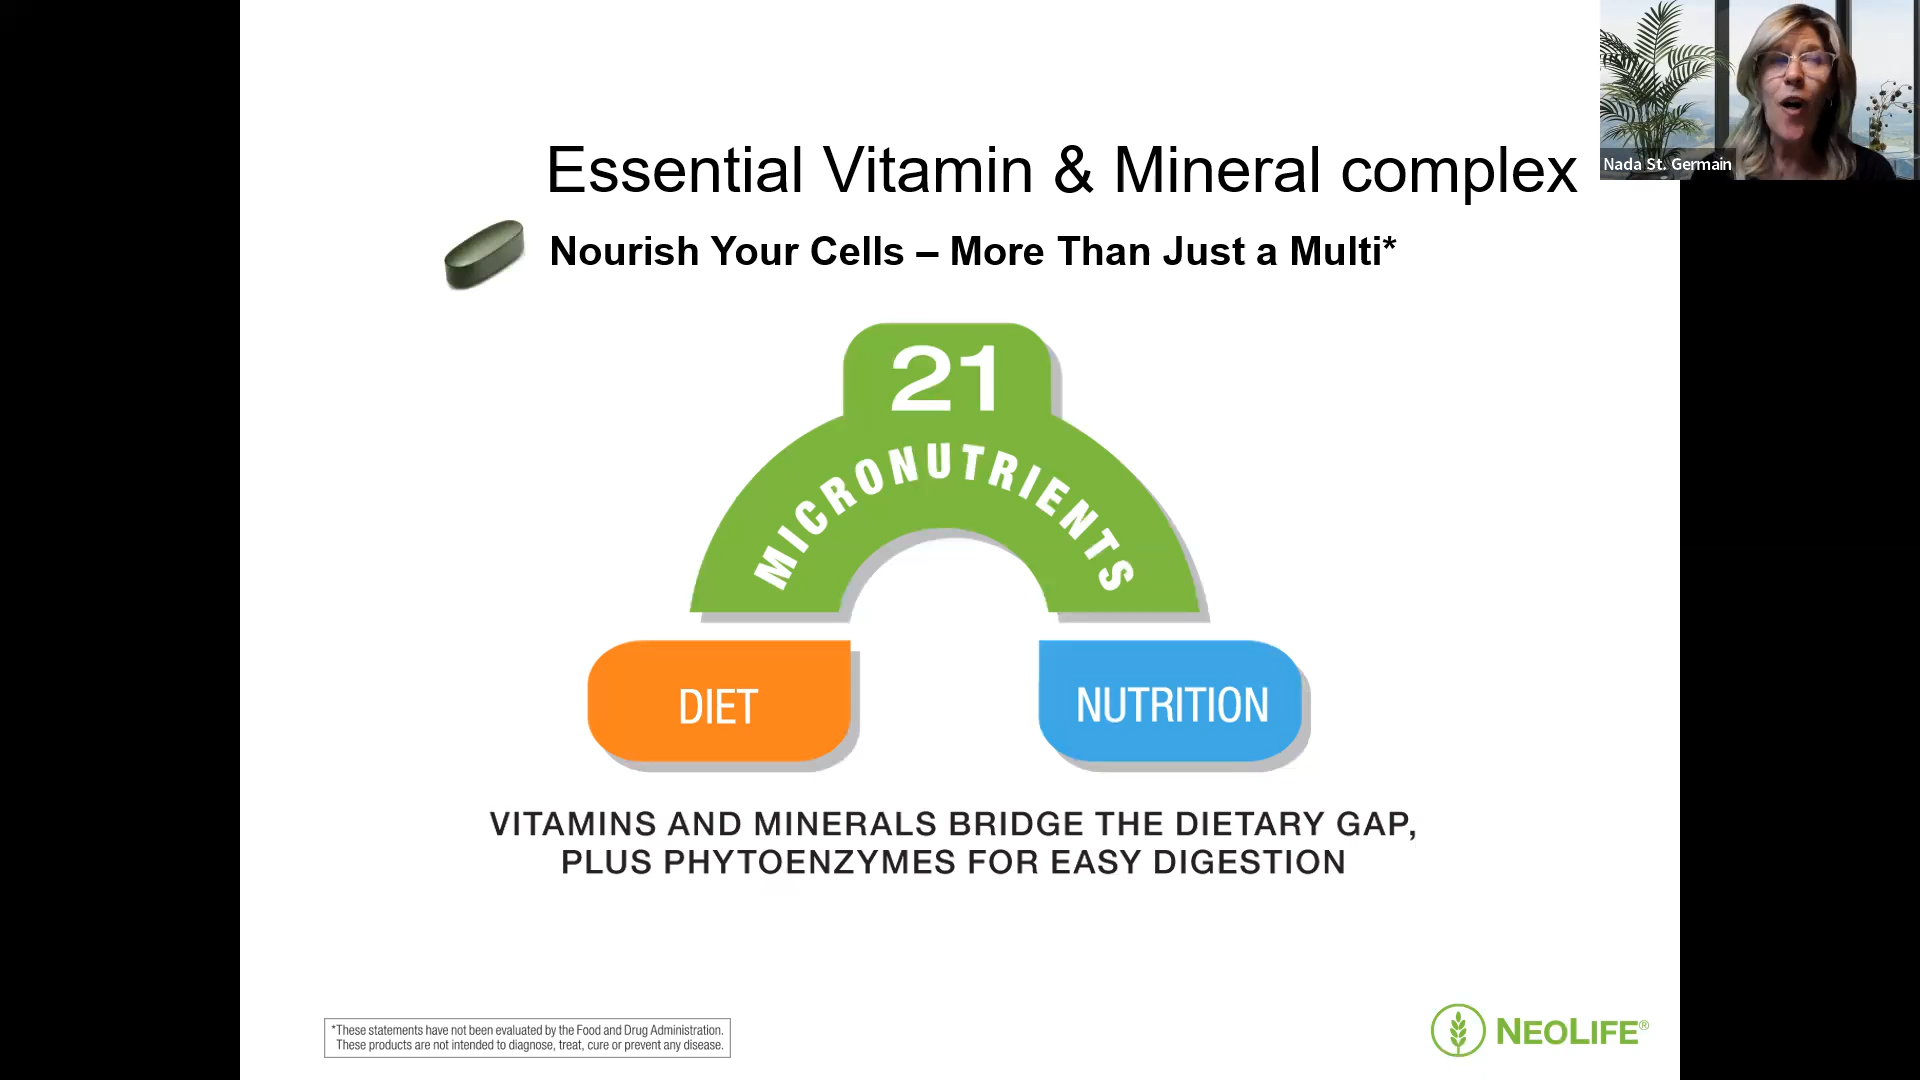 Essential Vitamin & Mineral complex
Nourish Your Cells – More Than Just a Multi*
21
MICRONUTRIENTS
DIET
NUTRITION
VITAMINS AND MINERALS BRIDGE THE DIETARY GAP,
PLUS PHYTOENZYMES FOR EASY DIGESTION
*These statements have not been evaluated by the Food and Drug Administration.
These products are not intended to diagnose, treat, cure or prevent any disease.
NEOLIFE®
Nada St. Germain